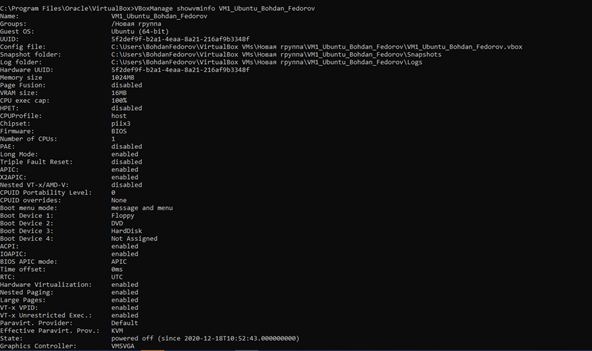 C:\Program Files\Oracle\VirtualBox>VBoxManage showvminfo VM1_Ubuntu_Bohdan_Fedorov
Name: VM1_Ubuntu_Bohdan_Fedorov
Groups: /Новая группа
Guest OS: Ubuntu (64-bit)
UUID: 5f2def9f-b2a1-4eaa-8a21-216af9b3348f
Config file: C:\Users\BohdanFedorov\VirtualBox VMs\Новая группа\VM1_Ubuntu_Bohdan_Fedorov\VM1_Ubuntu_Bohdan_Fedorov.vbox
Snapshot folder: C:\Users\BohdanFedorov\VirtualBox VMs\Новая группа\VM1_Ubuntu_Bohdan_Fedorov\Snapshots
Log folder: C:\Users\BohdanFedorov\VirtualBox VMs\Новая группа\VM1_Ubuntu_Bohdan_Fedorov\Logs
Hardware UUID: 5f2def9f-b2a1-4eaa-8a21-216af9b3348f
Memory size 1024MB
Page Fusion: disabled
VRAM size: 16MB
CPU exec cap: 100%
HPET: disabled
CPUProfile: host
Chipset: piix3
Firmware: BIOS
Number of CPUs: 1
PAE: disabled
Long Mode: enabled
Triple Fault Reset: disabled
APIC: enabled
X2APIC: enabled
Nested VT-x/AMD-V: disabled
CPUID Portability Level: 0
CPUID overrides: None
Boot menu mode: message and menu
Boot Device 1: Floppy
Boot Device 2: DVD
Boot Device 3: HardDisk
Boot Device 4: Not Assigned
ACPI: enabled
IOAPIC: enabled
BIOS APIC mode: APIC
Time offset: 0ms
RTC: UTC
Hardware Virtualization: enabled
Nested Paging: enabled
Large Pages: enabled
VT-x VPID: enabled
VT-x Unrestricted Exec.: enabled
Paravirt. Provider: Default
Effective Paravirt. Prov.: KVM
State: powered off (since 2020-12-18T10:52:43.000000000)
Graphics Controller: VMSVGA